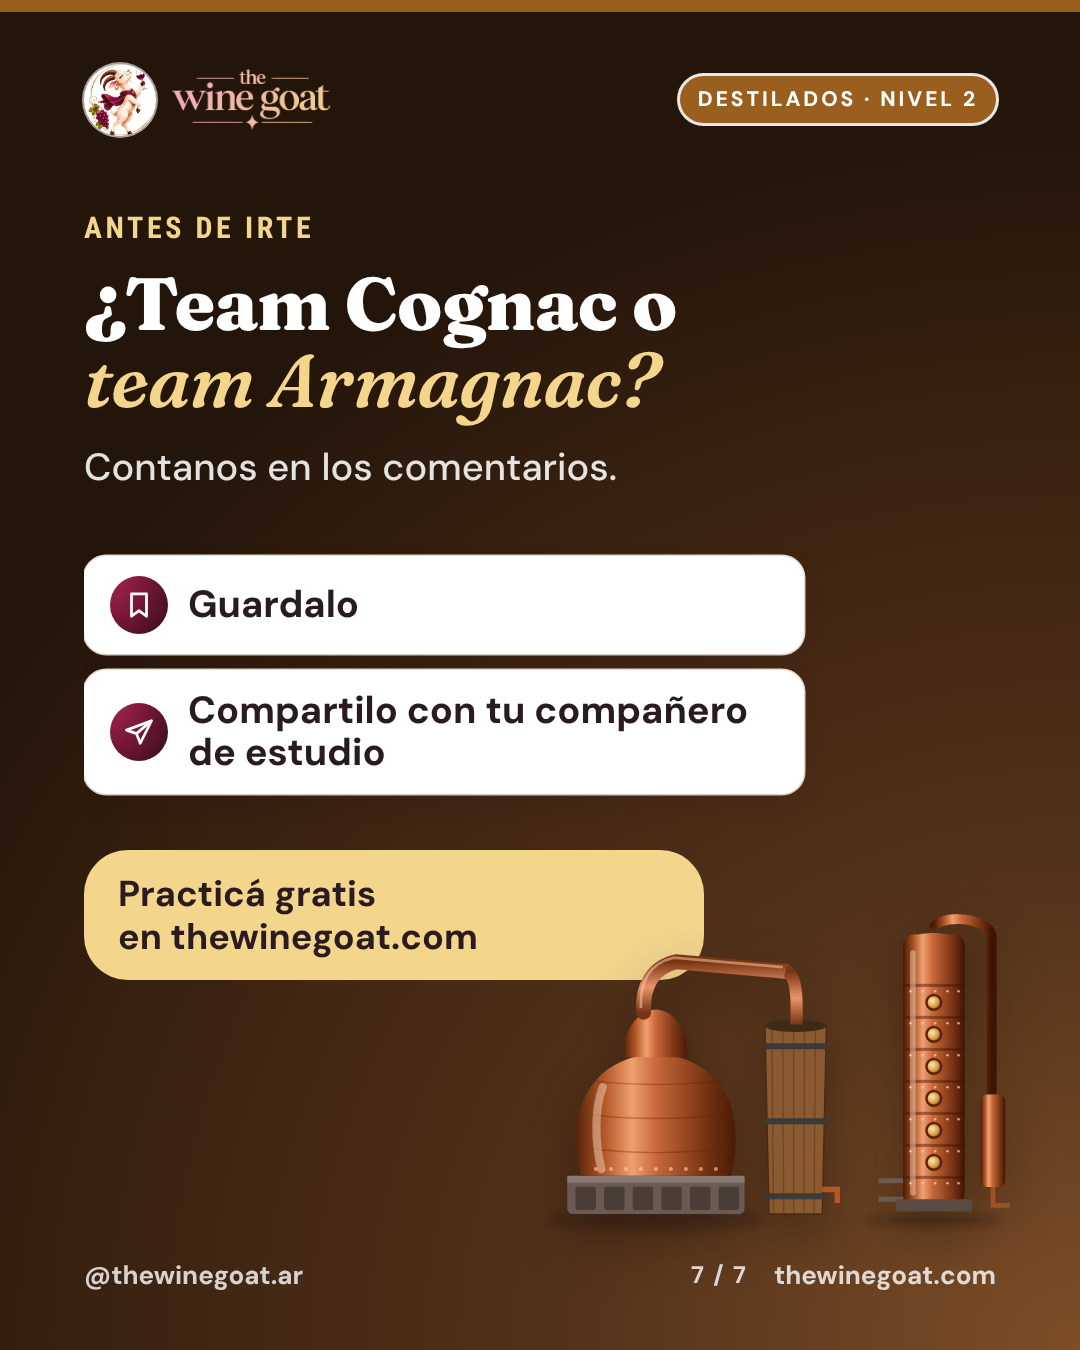 the
wine goat
DESTILADOS · NIVEL 2
ANTES DE IRTE
¿Team Cognac o
team Armagnac?
Contanos en los comentarios.
Guardalo
Compartilo con tu compañero
de estudio
Practicá gratis
en thewinegoat.com
@thewinegoat.ar
7 / 7
thewinegoat.com